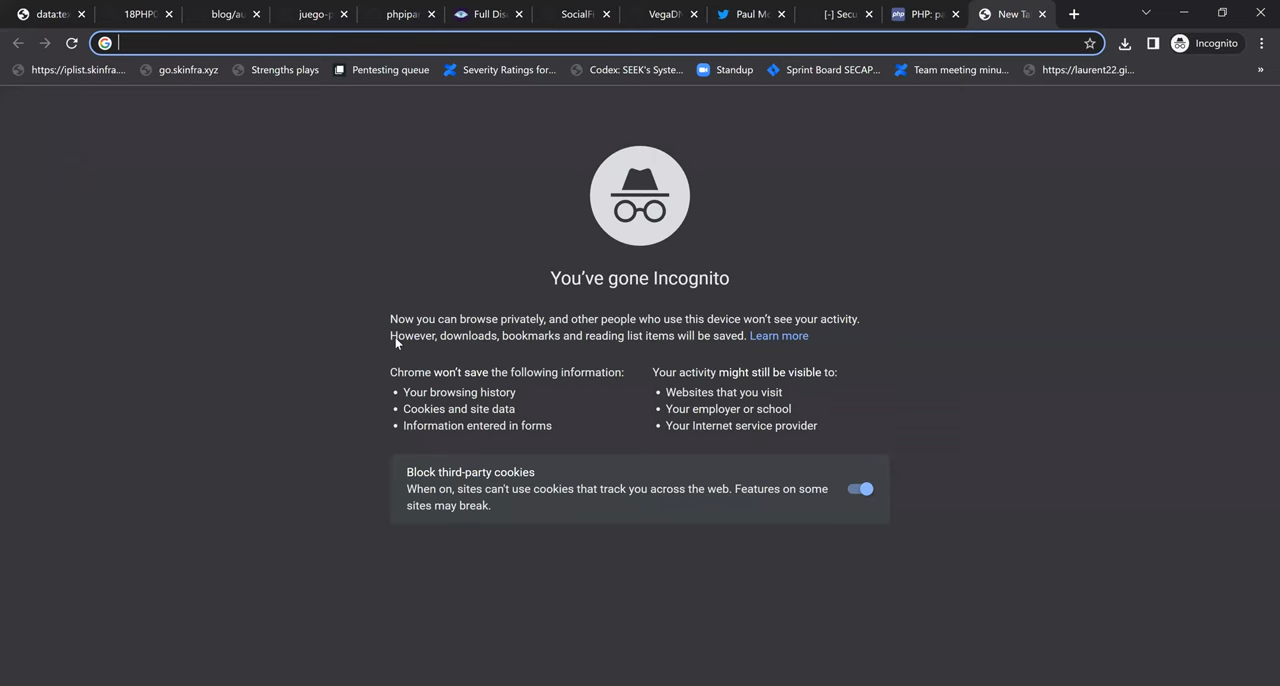 data:te: 18PHP( blog/au juego-p phpipar Full Dis SocialFi VegaDN Paul Mo [-] Secu PHP: pa New Ta
Incognito
https://iplist.skinfra.... go.skinfra.xyz Strengths plays Pentesting queue Severity Ratings for... Codex: SEEK's Syste... Standup Sprint Board SECAP... Team meeting minu... https://laurent22.gi... »
You've gone Incognito
Now you can browse privately, and other people who use this device won't see your activity.
However, downloads, bookmarks and reading list items will be saved. Learn more
Chrome won't save the following information:
• Your browsing history
• Cookies and site data
• Information entered in forms
Your activity might still be visible to:
• Websites that you visit
• Your employer or school
• Your Internet service provider
Block third-party cookies
When on, sites can't use cookies that track you across the web. Features on some
sites may break.